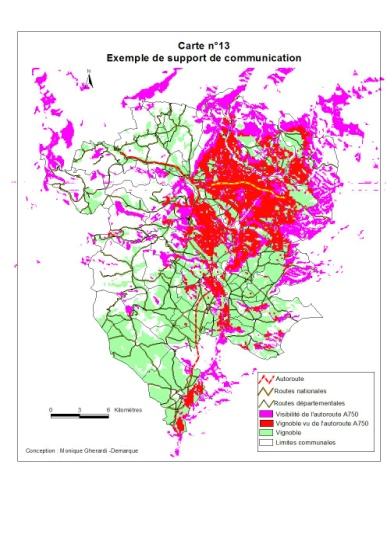 Carte n°13
Exemple de support de communication
N
Autoroute
Routes nationales
Routes départementales
Visibilité de l'autoroute A750
Vignoble vu de l'autoroute A750
Vignoble
Limites communales
0 3 6 Kilomètres
Conception : Monique Gherardi -Demarque